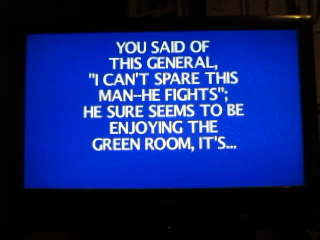 YOU SAID OF
THIS GENERAL,
"I CAN'T SPARE THIS
MAN--HE FIGHTS";
HE SURE SEEMS TO BE
ENJOYING THE
GREEN ROOM, IT'S...